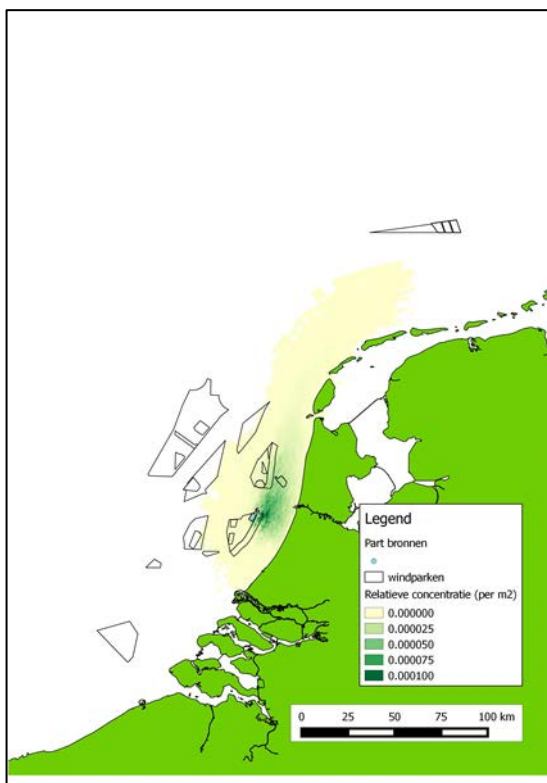 Legend
Part bronnen
windparken
Relatieve concentratie (per m2)
0.000000
0.000025
0.000050
0.000075
0.000100
0 25 50 75 100 km